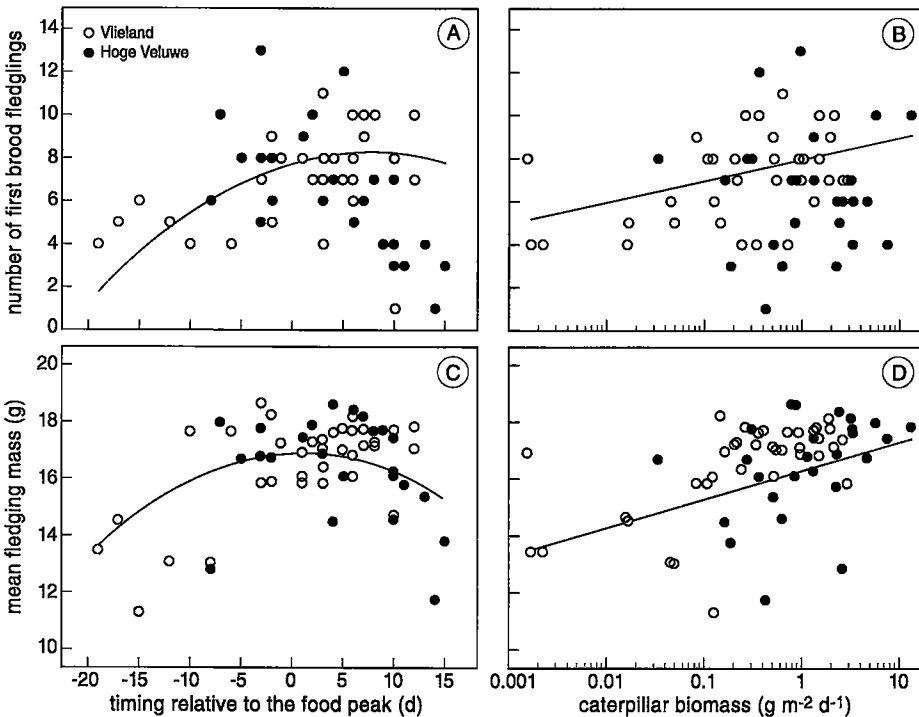 14
12
10
8
6
4
2
0
number of first brood fledglings
Vlieland
Hoge Veluwe
A
B
20
18
16
14
12
10
mean fledging mass (g)
C
D
-20 -15 -10 -5 0 5 10 15
timing relative to the food peak (d)
0.001 0.01 0.1 1 10
caterpillar biomass (g m-2 d-1)